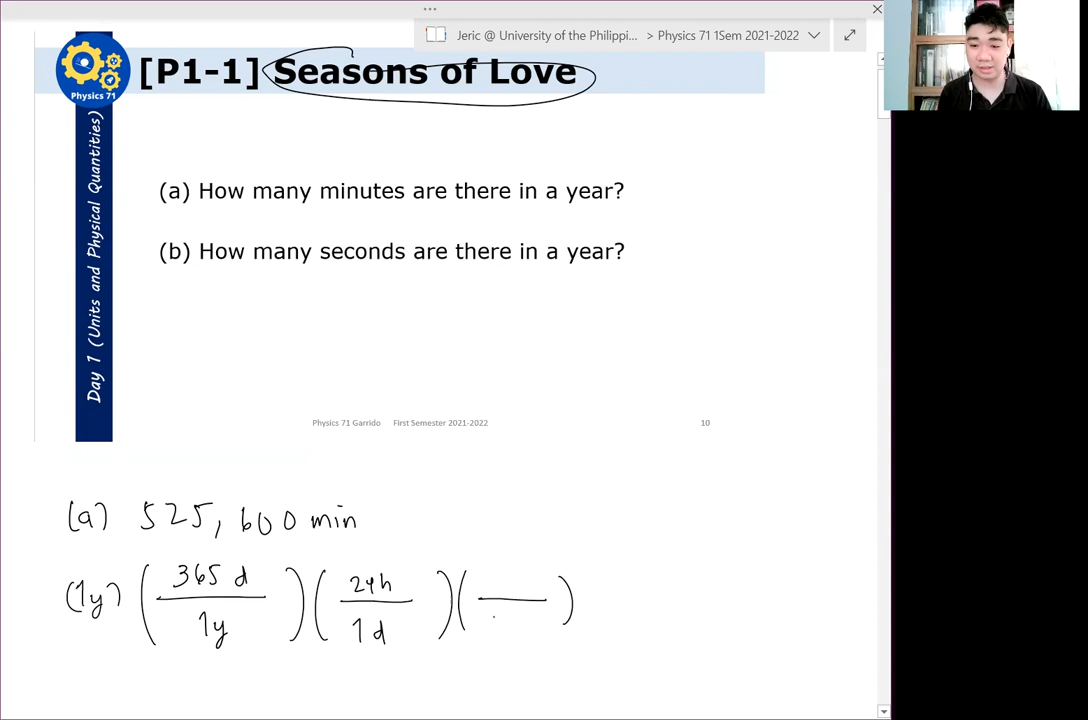 Jeric @ University of the Philippi... > Physics 71 1Sem 2021-2022
[P1-1] Seasons of Love
Physics 71
Day 1 (Units and Physical Quantities)
(a) How many minutes are there in a year?
(b) How many seconds are there in a year?
Physics 71 Garrido First Semester 2021-2022 10
(a) 525,600 min
(1y) (365 d / 1y) (24h / 1d) ( )